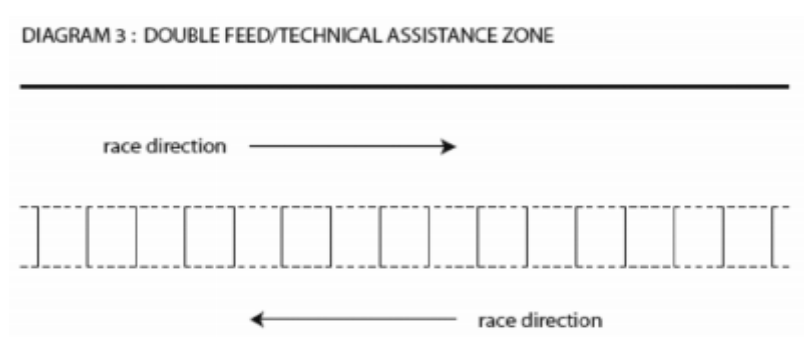 DIAGRAM 3 : DOUBLE FEED/TECHNICAL ASSISTANCE ZONE
race direction
race direction